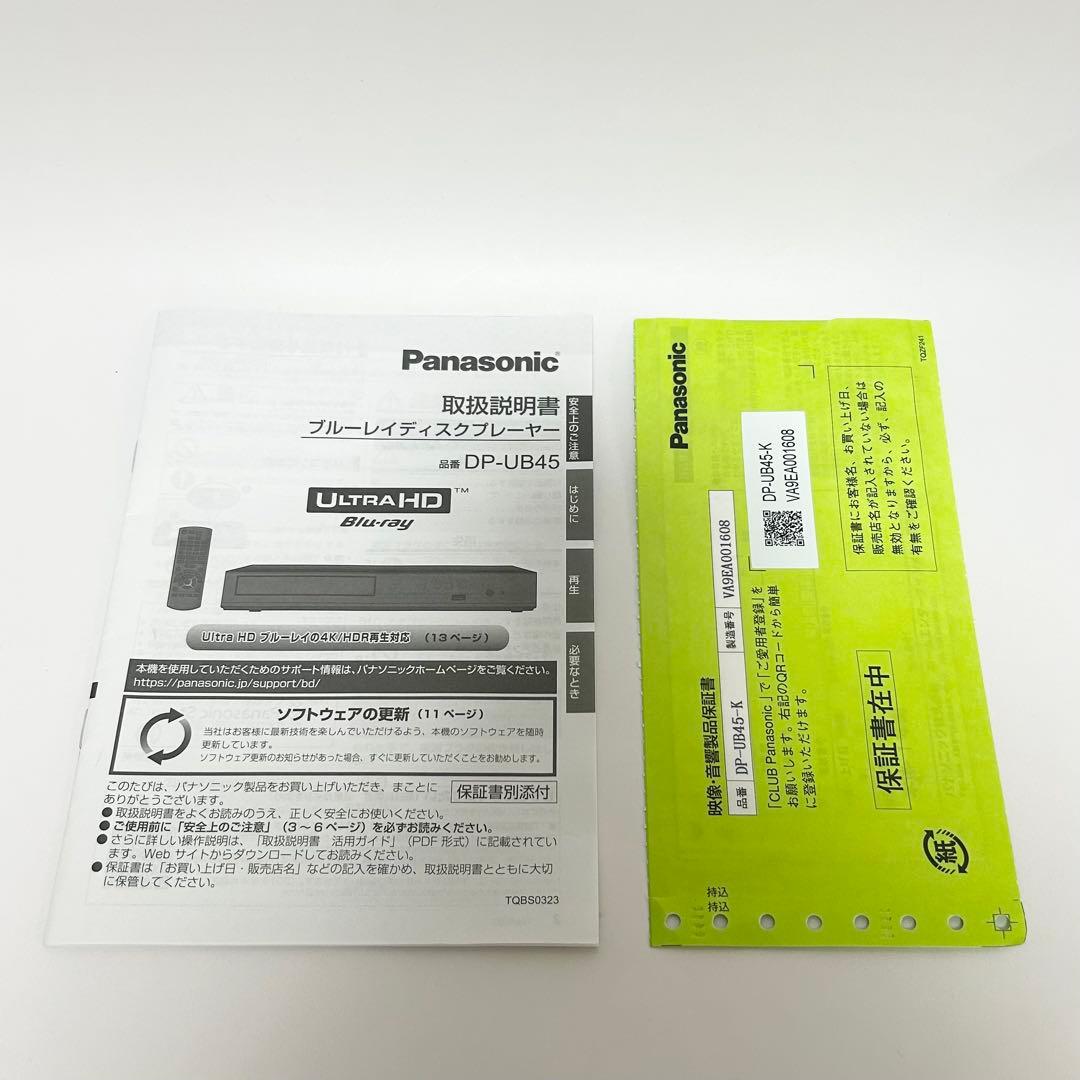 Panasonic
取扱説明書
ブルーレイディスクプレーヤー
品番 DP-UB45
ULTRA HD™
Blu-ray
Ultra HD ブルーレイの4K/HDR再生対応 (13ページ)
本機を使用していただくためのサポート情報は、パナソニックホームページをご覧ください。
https://panasonic.jp/support/bd/
ソフトウェアの更新 (11ページ)
当社はお客様に最新技術を楽しんでいただけるよう、本機のソフトウェアを随時
更新しています。
ソフトウェア更新のお知らせがあった場合、すぐに更新していただくことをお勧めします。
このたびは、パナソニック製品をお買い上げいただき、まことに
ありがとうございます。
保証書別添付
●取扱説明書をよくお読みのうえ、正しく安全にお使いください。
●ご使用前に「安全上のご注意」(3～6ページ)を必ずお読みください。
●さらに詳しい操作説明は、「取扱説明書 活用ガイド」(PDF 形式)に記載されてい
ます。Web サイトからダウンロードしてお読みください。
●保証書は「お買い上げ日・販売店名」などの記入を確かめ、取扱説明書とともに大切
に保管してください。
TQBS0323
安全上のご注意
はじめに
再生
必要なとき
Panasonic
TQZF241
映像・音響製品保証書
品番 DP-UB45-K 製造番号 VA9EA001608
「CLUB Panasonic」で「ご愛用者登録」を
お願いします。右記のQRコードから簡単
に登録いただけます。
DP-UB45-K
VA9EA001608
保証書にお客様名、お買い上げ日、
販売店名が記入されていない場合は
無効となりますから、必ず、記入の
有無をご確認ください。
保証書在中
紙
持込
持込